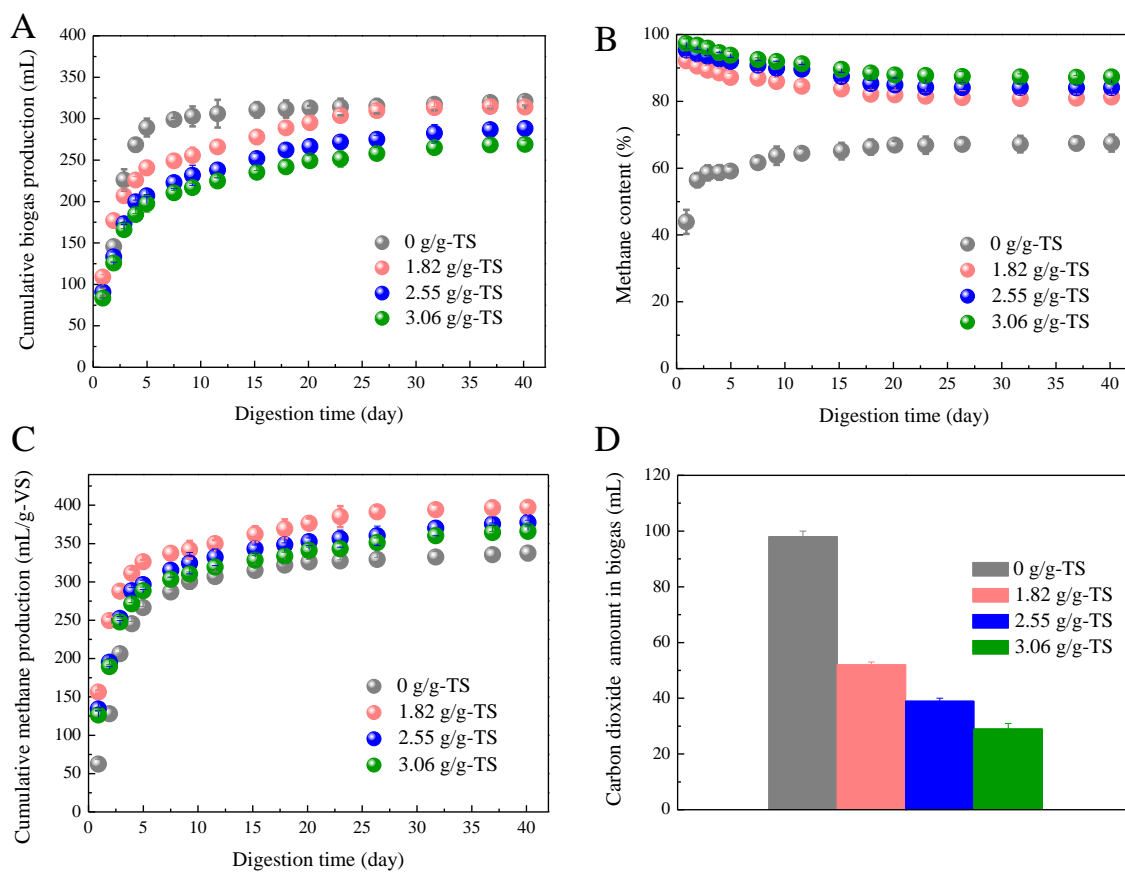 A
Cumulative biogas production (mL)
400
350
300
250
200
150
100
50
0
0 5 10 15 20 25 30 35 40
Digestion time (day)
0 g/g-TS
1.82 g/g-TS
2.55 g/g-TS
3.06 g/g-TS
B
Methane content (%)
100
80
60
40
20
0
0 5 10 15 20 25 30 35 40
Digestion time (day)
0 g/g-TS
1.82 g/g-TS
2.55 g/g-TS
3.06 g/g-TS
C
Cumulative methane production (mL/g-VS)
400
350
300
250
200
150
100
50
0
0 5 10 15 20 25 30 35 40
Digestion time (day)
0 g/g-TS
1.82 g/g-TS
2.55 g/g-TS
3.06 g/g-TS
D
Carbon dioxide amount in biogas (mL)
120
100
80
60
40
20
0
0 g/g-TS
1.82 g/g-TS
2.55 g/g-TS
3.06 g/g-TS